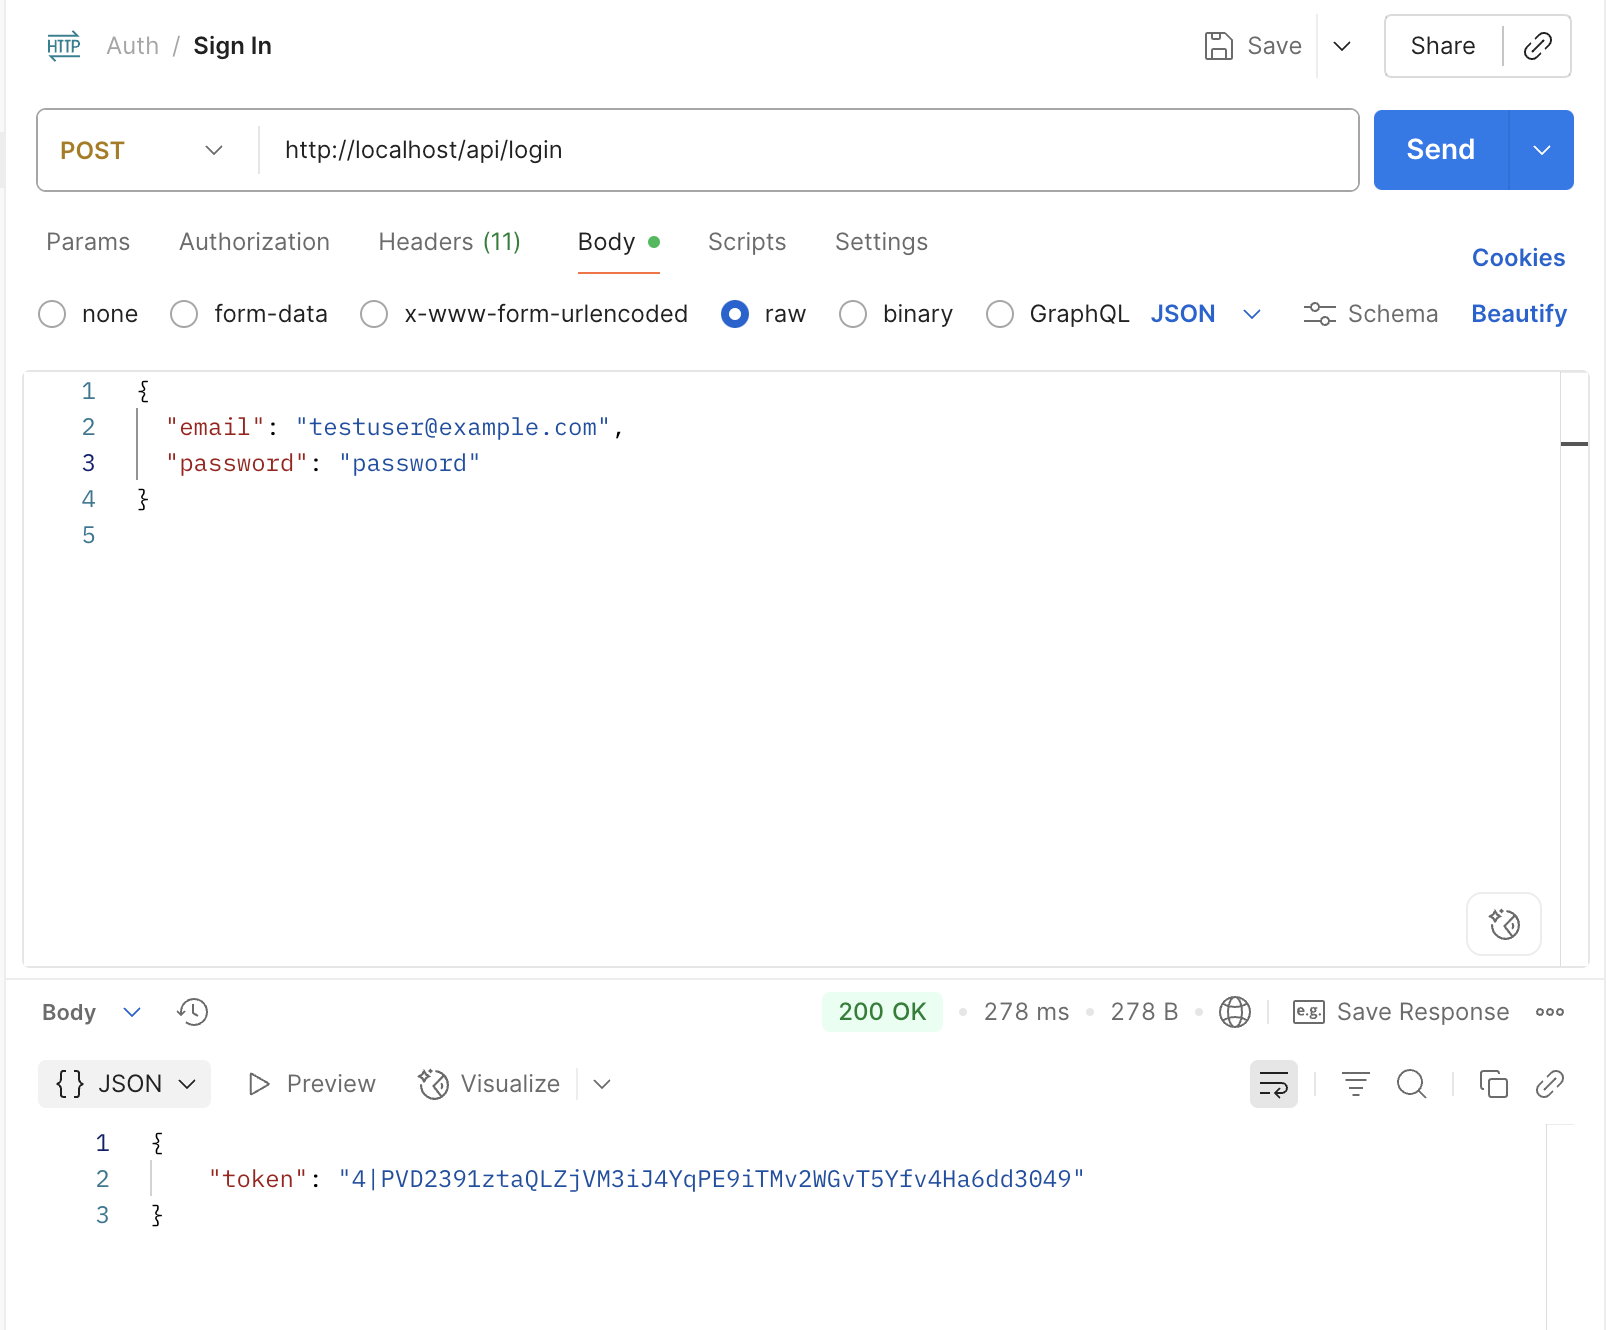 HTTP Auth / Sign In Save Share
POST http://localhost/api/login Send
Params Authorization Headers (11) Body Scripts Settings Cookies
none form-data x-www-form-urlencoded raw binary GraphQL JSON Schema Beautify
1 {
2 "email": "testuser@example.com",
3 "password": "password"
4 }
5
Body 200 OK • 278 ms • 278 B • e.g. Save Response
{} JSON Preview Visualize
1 {
2 "token": "4|PVD2391ztaQLZjVM3iJ4YqPE9iTMv2WGvT5Yfv4Ha6dd3049"
3 }